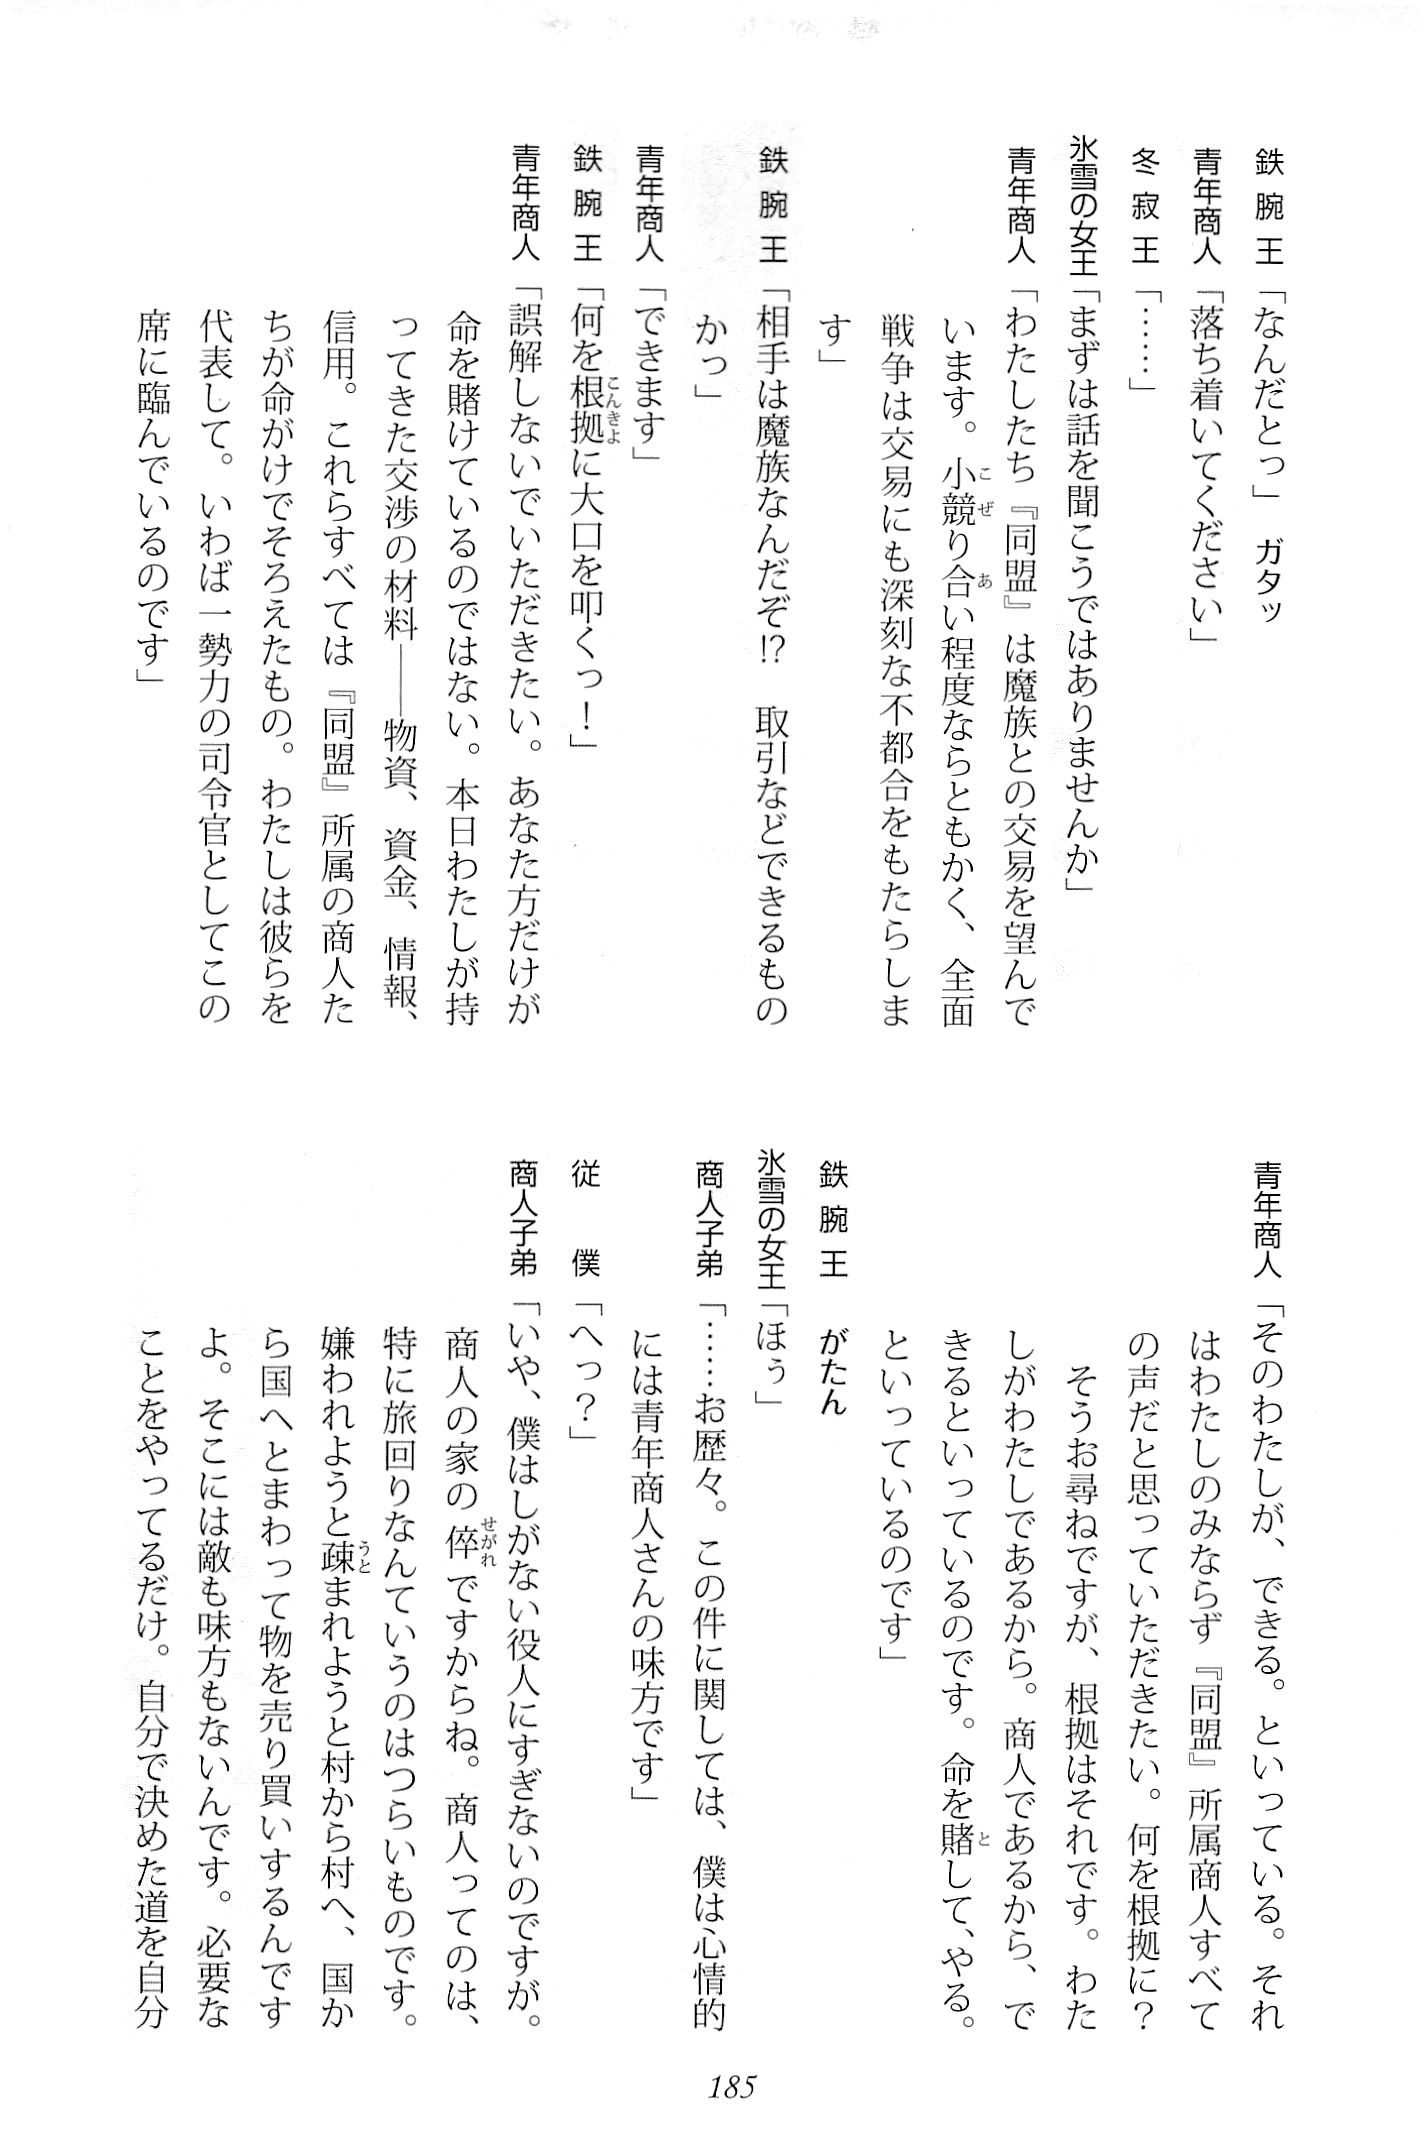 鉄腕王「なんだとっ」　ガタッ
青年商人「落ち着いてください」
冬寂王「……」
氷雪の女王「まずは話を聞こうではありませんか」
青年商人「わたしたち『同盟』は魔族との交易を望んで
います。小競り合い程度ならともかく、全面
戦争は交易にも深刻な不都合をもたらしま
す」
鉄腕王「相手は魔族なんだぞ!?　取引などできるもの
かっ」
青年商人「できます」
鉄腕王「何を根拠に大口を叩くっ！」
青年商人「誤解しないでいただきたい。あなた方だけが
命を賭けているのではない。本日わたしが持
ってきた交渉の材料――物資、資金、情報、
信用。これらすべては『同盟』所属の商人た
ちが命がけでそろえたもの。わたしは彼らを
代表して。いわば一勢力の司令官としてこの
席に臨んでいるのです」
青年商人「そのわたしが、できる。といっている。それ
はわたしのみならず『同盟』所属商人すべて
の声だと思っていただきたい。何を根拠に？
そうお尋ねですが、根拠はそれです。わた
しがわたしであるから。商人であるから、で
きるといっているのです。命を賭して、やる。
といっているのです」
鉄腕王　がたん
氷雪の女王「ほぅ」
商人子弟「……お歴々。この件に関しては、僕は心情的
には青年商人さんの味方です」
従僕「へっ？」
商人子弟「いや、僕はしがない役人にすぎないのですが。
商人の家の倅ですからね。商人ってのは、
特に旅回りなんていうのはつらいものです。
嫌われようと疎まれようと村から村へ、国か
ら国へとまわって物を売り買いするんです
よ。そこには敵も味方もないんです。必要な
ことをやってるだけ。自分で決めた道を自分
185